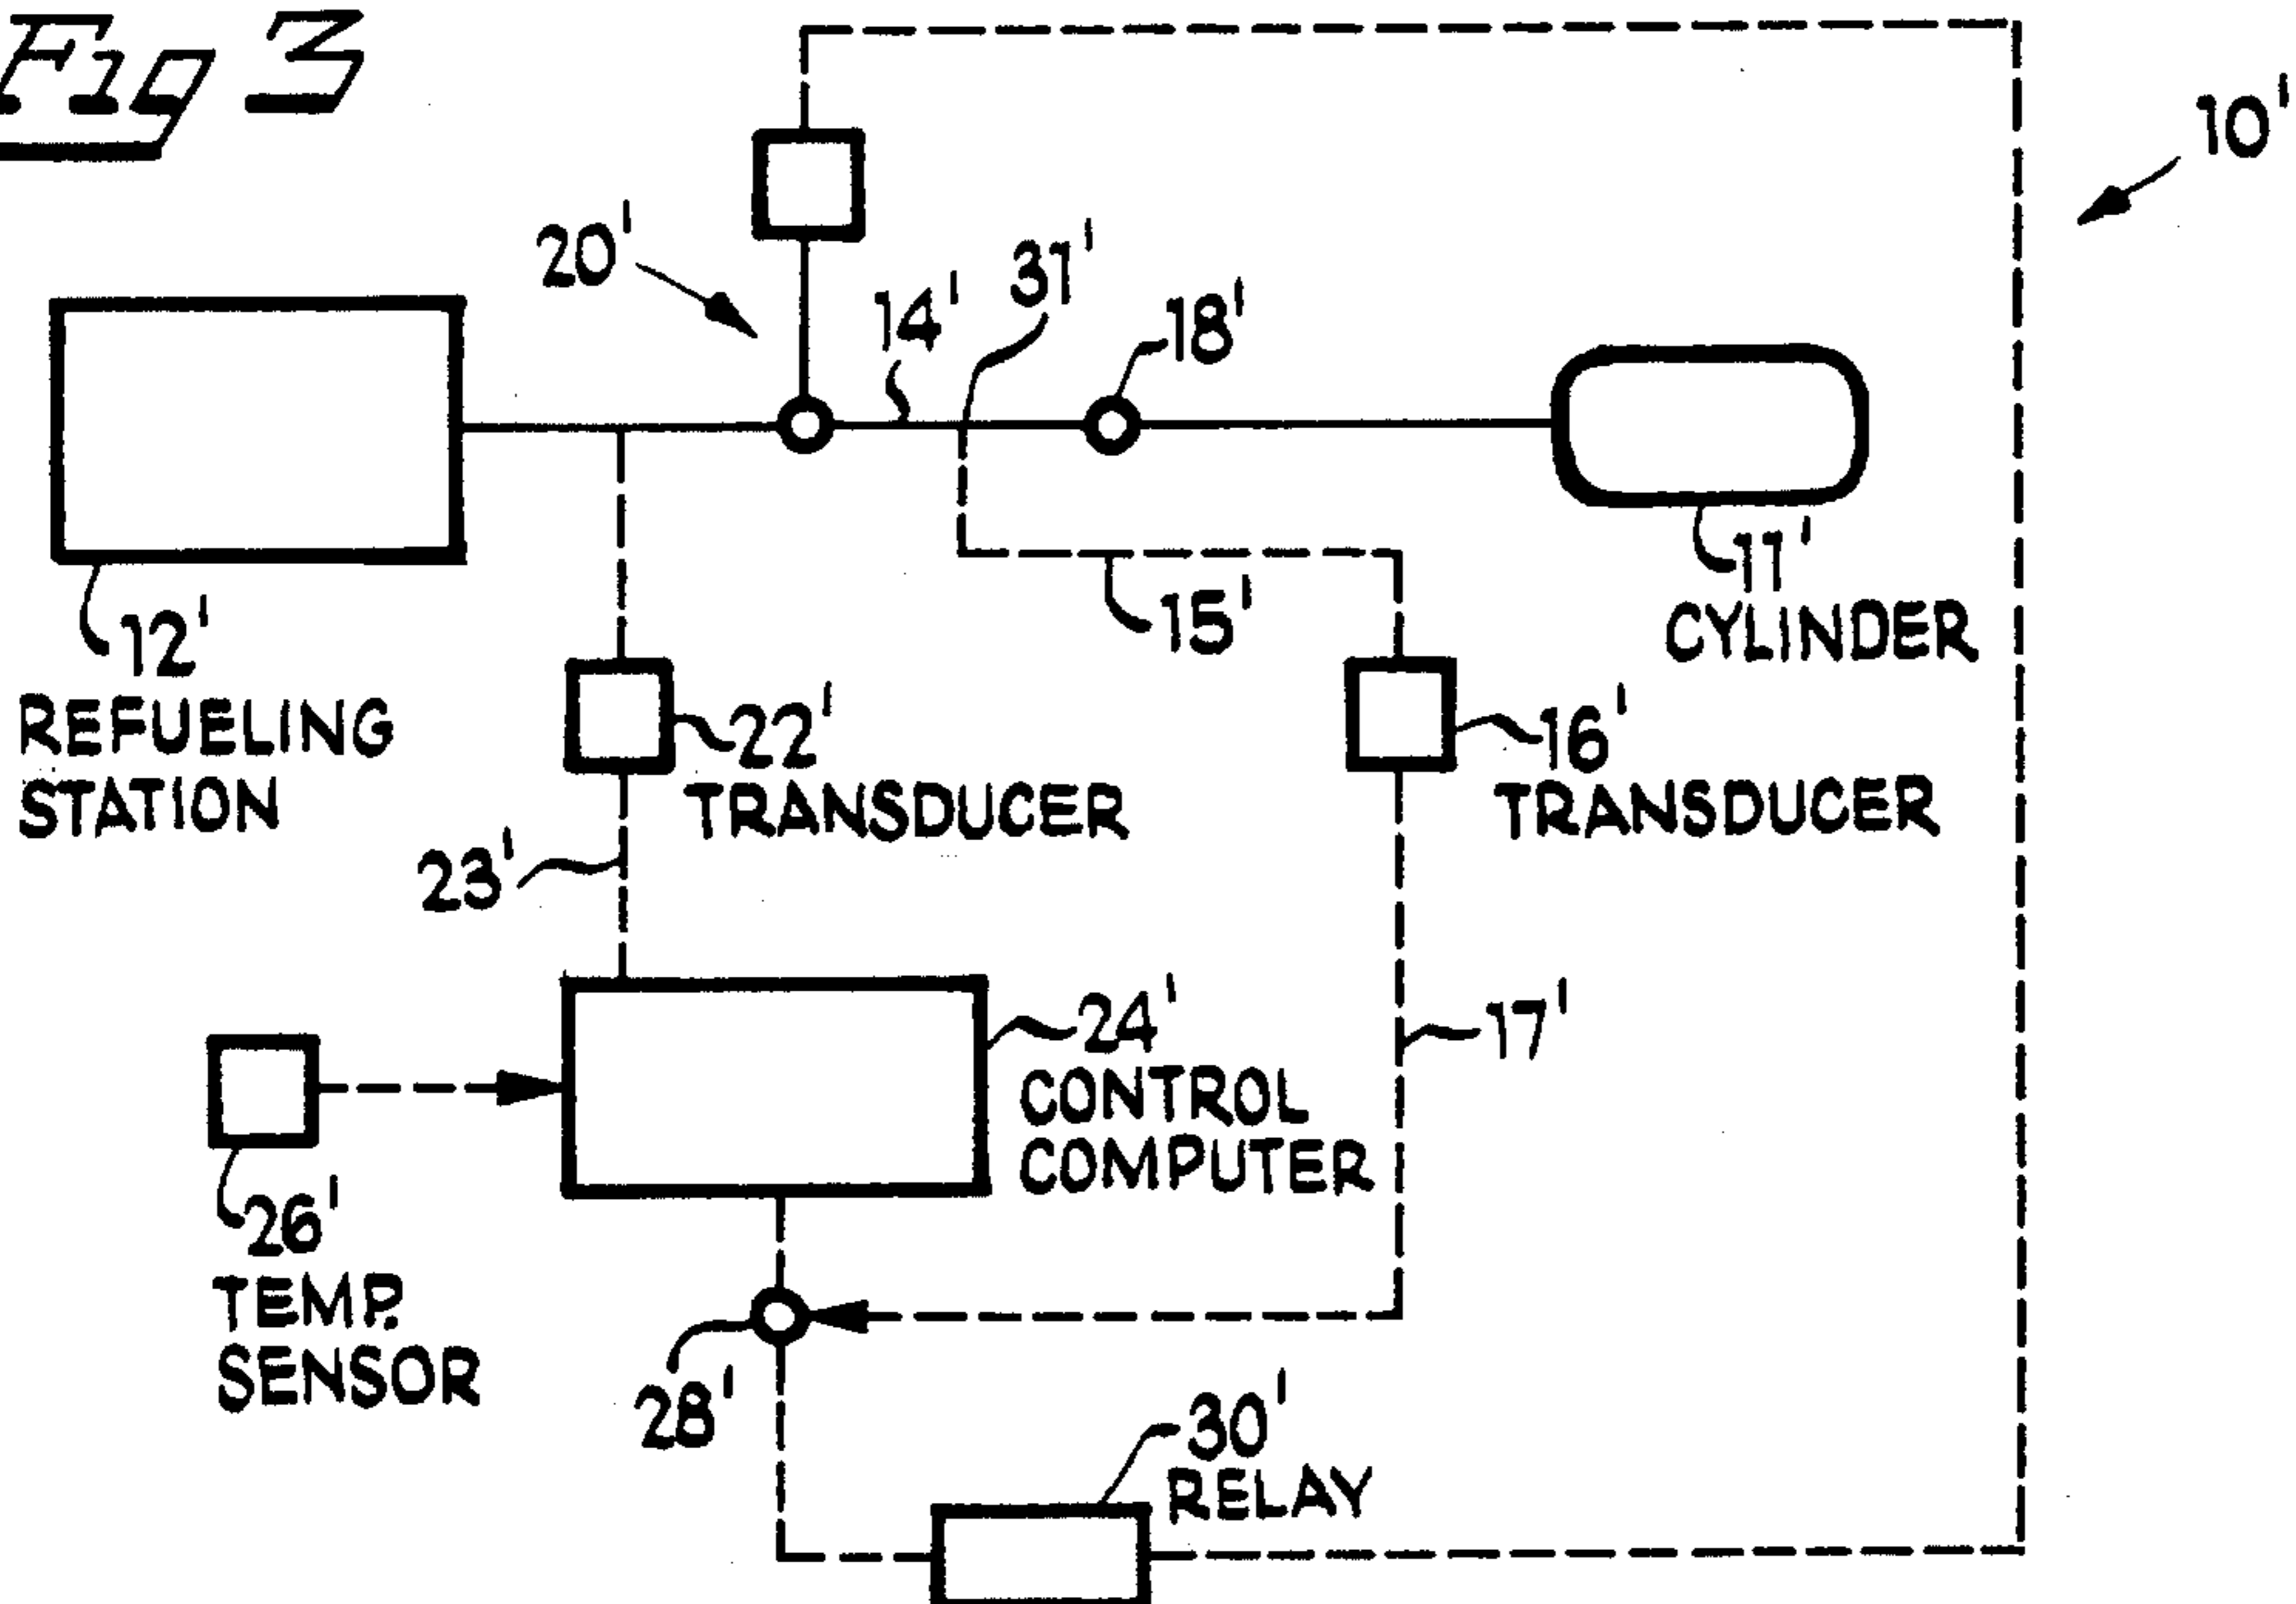 Fig 3
10'
20'
14'
31'
18'
11'
CYLINDER
12'
REFUELING
STATION
15'
22'
TRANSDUCER
16'
TRANSDUCER
23'
24'
CONTROL
COMPUTER
17'
26'
TEMP.
SENSOR
28'
30'
RELAY